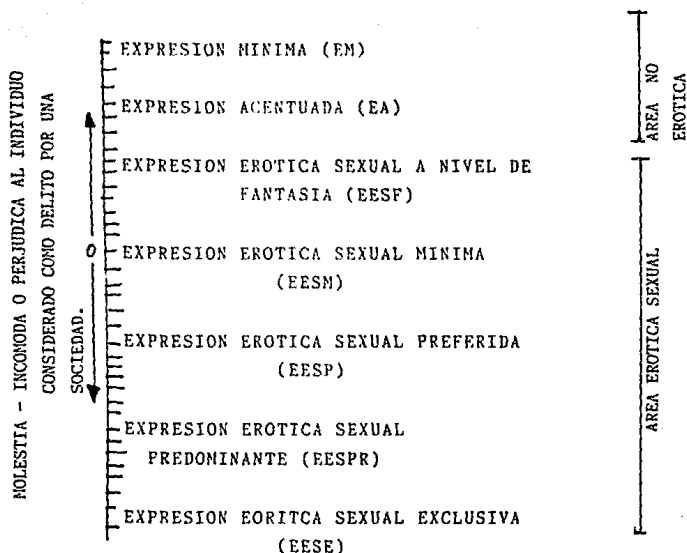 MOLESTIA - INCOMODA O PERJUDICA AL INDIVIDUO
CONSIDERADO COMO DELITO POR UNA
SOCIEDAD.
EXPRESION MINIMA (EM)
EXPRESION ACENTUADA (EA)
EXPRESION EROTICA SEXUAL A NIVEL DE
FANTASIA (EESF)
0
EXPRESION EROTICA SEXUAL MINIMA
(EESM)
EXPRESION EROTICA SEXUAL PREFERIDA
(EESP)
EXPRESION EROTICA SEXUAL
PREDOMINANTE (EESPR)
EXPRESION EORITCA SEXUAL EXCLUSIVA
(EESE)
AREA NO
EROTICA
AREA EROTICA SEXUAL